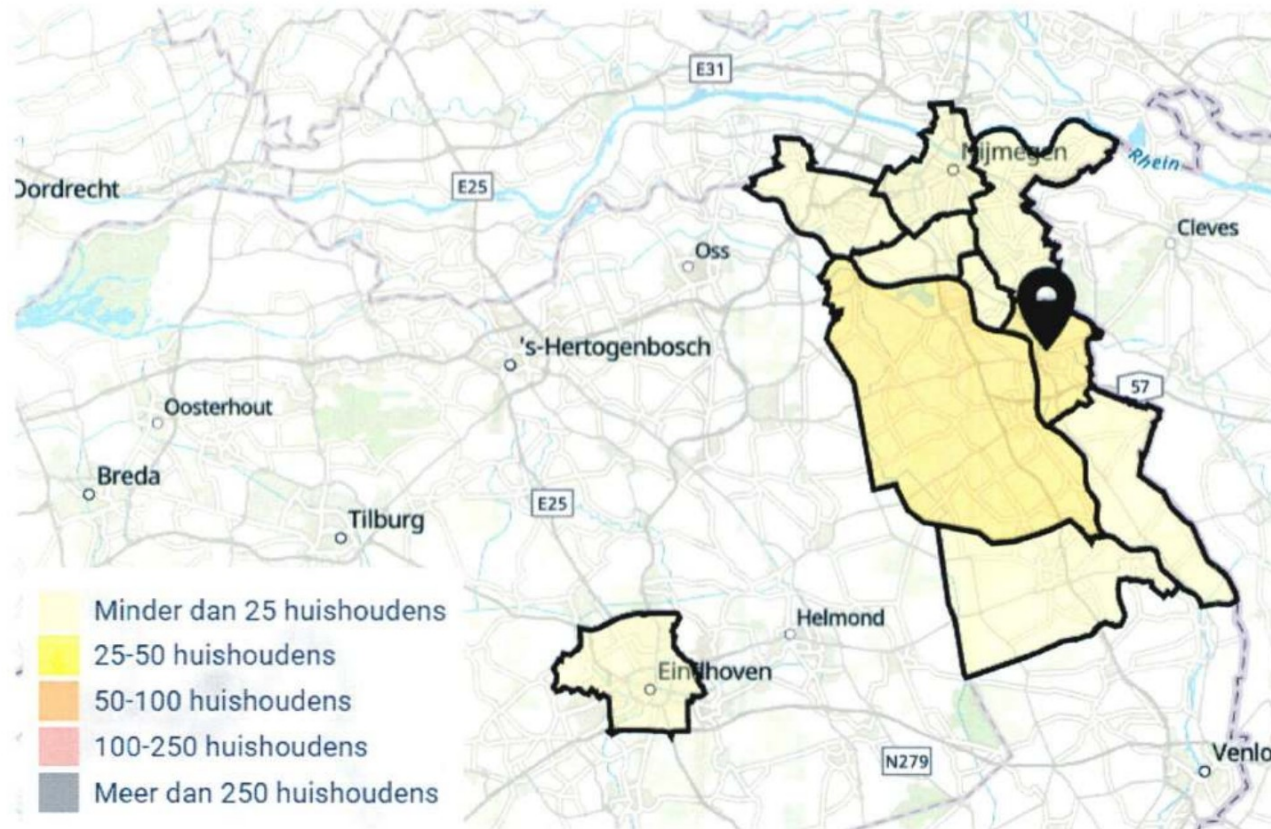 E31
Nijmegen
Rhein
Dordrecht
E25
Cleves
Oss
's-Hertogenbosch
57
Oosterhout
Breda
E25
Tilburg
Minder dan 25 huishoudens
Helmond
25-50 huishoudens
Eindhoven
50-100 huishoudens
100-250 huishoudens
N279
Venlo
Meer dan 250 huishoudens